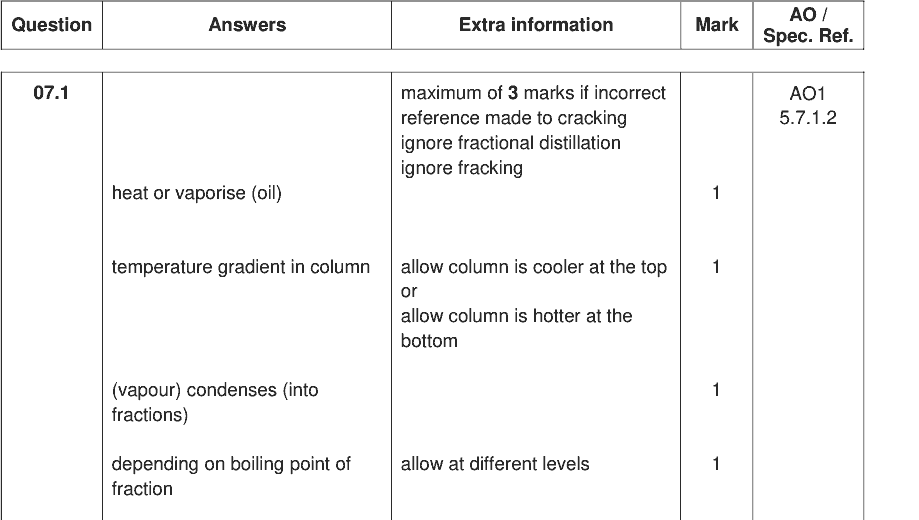 Question Answers Extra information Mark AO /
Spec. Ref.
07.1 maximum of 3 marks if incorrect AO1
reference made to cracking 5.7.1.2
ignore fractional distillation
ignore fracking
heat or vaporise (oil) 1
temperature gradient in column allow column is cooler at the top 1
or
allow column is hotter at the
bottom
(vapour) condenses (into 1
fractions)
depending on boiling point of allow at different levels 1
fraction